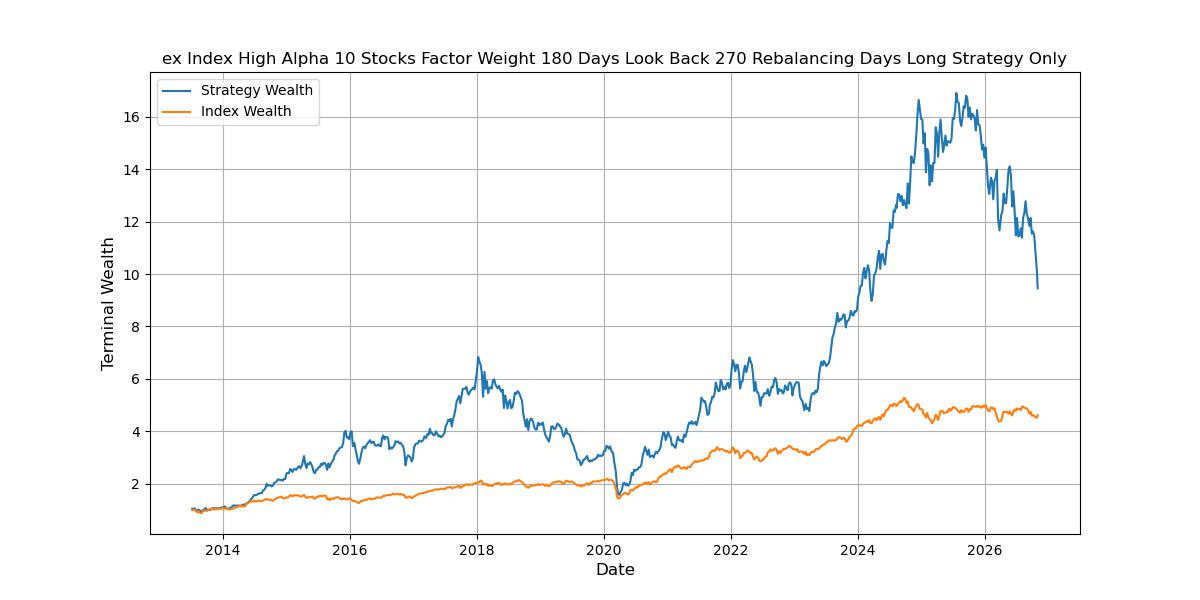 ex Index High Alpha 10 Stocks Factor Weight 180 Days Look Back 270 Rebalancing Days Long Strategy Only
Strategy Wealth
Index Wealth
Terminal Wealth
16
14
12
10
8
6
4
2
2014 2016 2018 2020 2022 2024 2026
Date